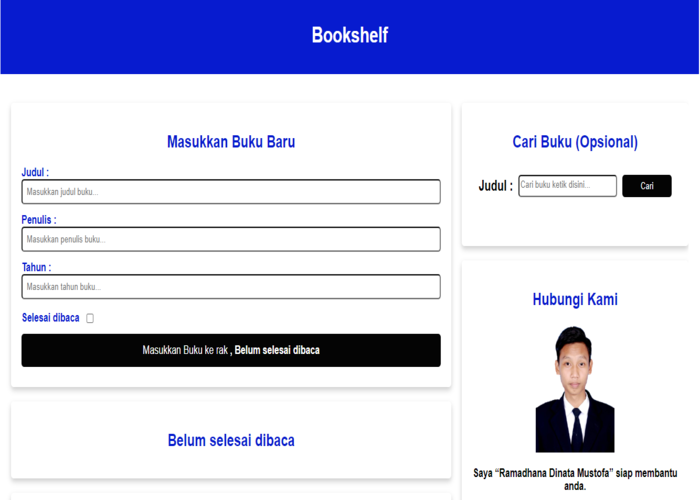 Bookshelf
Masukkan Buku Baru
Judul :
Masukkan judul buku...
Penulis :
Masukkan penulis buku...
Tahun :
Masukkan tahun buku...
Selesai dibaca
Masukkan Buku ke rak , Belum selesai dibaca
Belum selesai dibaca
Cari Buku (Opsional)
Judul :
Cari buku ketik disini...
Cari
Hubungi Kami
Saya “Ramadhana Dinata Mustofa” siap membantu
anda.